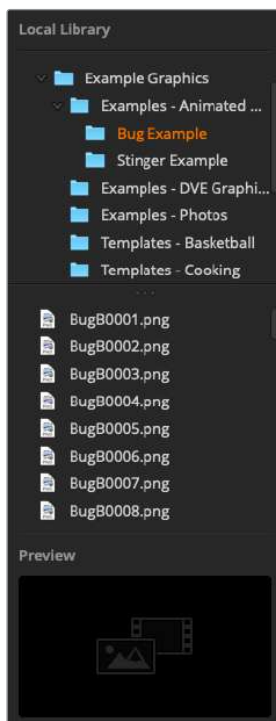 Local Library
Example Graphics
Examples - Animated ...
Bug Example
Stinger Example
Examples - DVE Graphi...
Examples - Photos
Templates - Basketball
Templates - Cooking
BugB0001.png
BugB0002.png
BugB0003.png
BugB0004.png
BugB0005.png
BugB0006.png
BugB0007.png
BugB0008.png
Preview